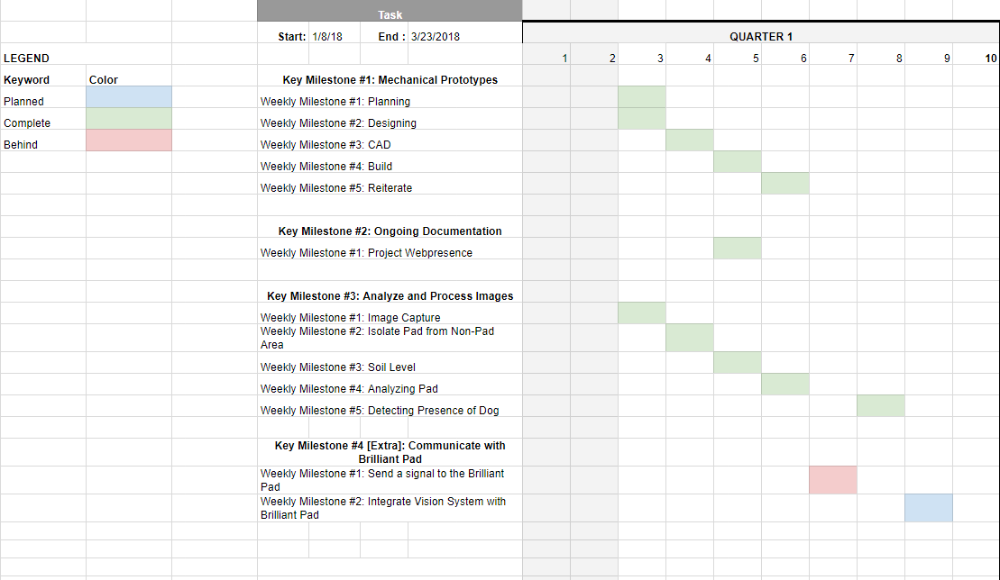 Task
Start: 1/8/18 End : 3/23/2018 QUARTER 1
LEGEND 1 2 3 4 5 6 7 8 9 10
Keyword Color Key Milestone #1: Mechanical Prototypes
Planned Weekly Milestone #1: Planning
Complete Weekly Milestone #2: Designing
Behind Weekly Milestone #3: CAD
Weekly Milestone #4: Build
Weekly Milestone #5: Reiterate
Key Milestone #2: Ongoing Documentation
Weekly Milestone #1: Project Webpresence
Key Milestone #3: Analyze and Process Images
Weekly Milestone #1: Image Capture
Weekly Milestone #2: Isolate Pad from Non-Pad
Area
Weekly Milestone #3: Soil Level
Weekly Milestone #4: Analyzing Pad
Weekly Milestone #5: Detecting Presence of Dog
Key Milestone #4 [Extra]: Communicate with
Brilliant Pad
Weekly Milestone #1: Send a signal to the Brilliant
Pad
Weekly Milestone #2: Integrate Vision System with
Brilliant Pad